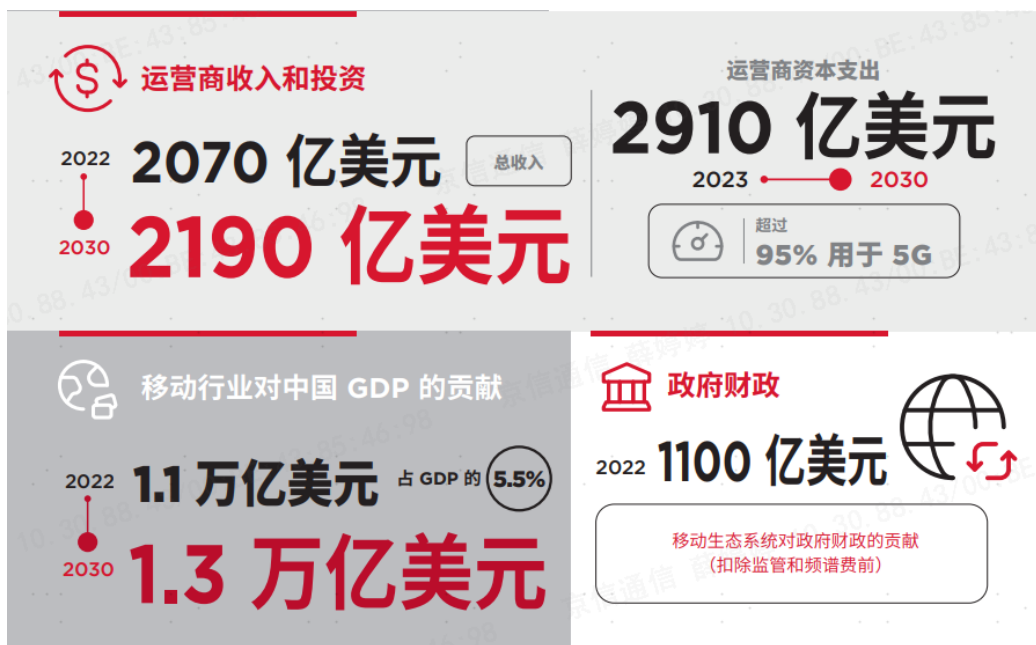 运营商收入和投资
2022
2070 亿美元
总收入
2030
2190 亿美元
运营商资本支出
2910 亿美元
2023
2030
超过
95% 用于 5G
移动行业对中国 GDP 的贡献
2022
1.1 万亿美元
占 GDP 的
5.5%
2030
1.3 万亿美元
政府财政
2022
1100 亿美元
移动生态系统对政府财政的贡献
（扣除监管和频谱费前）